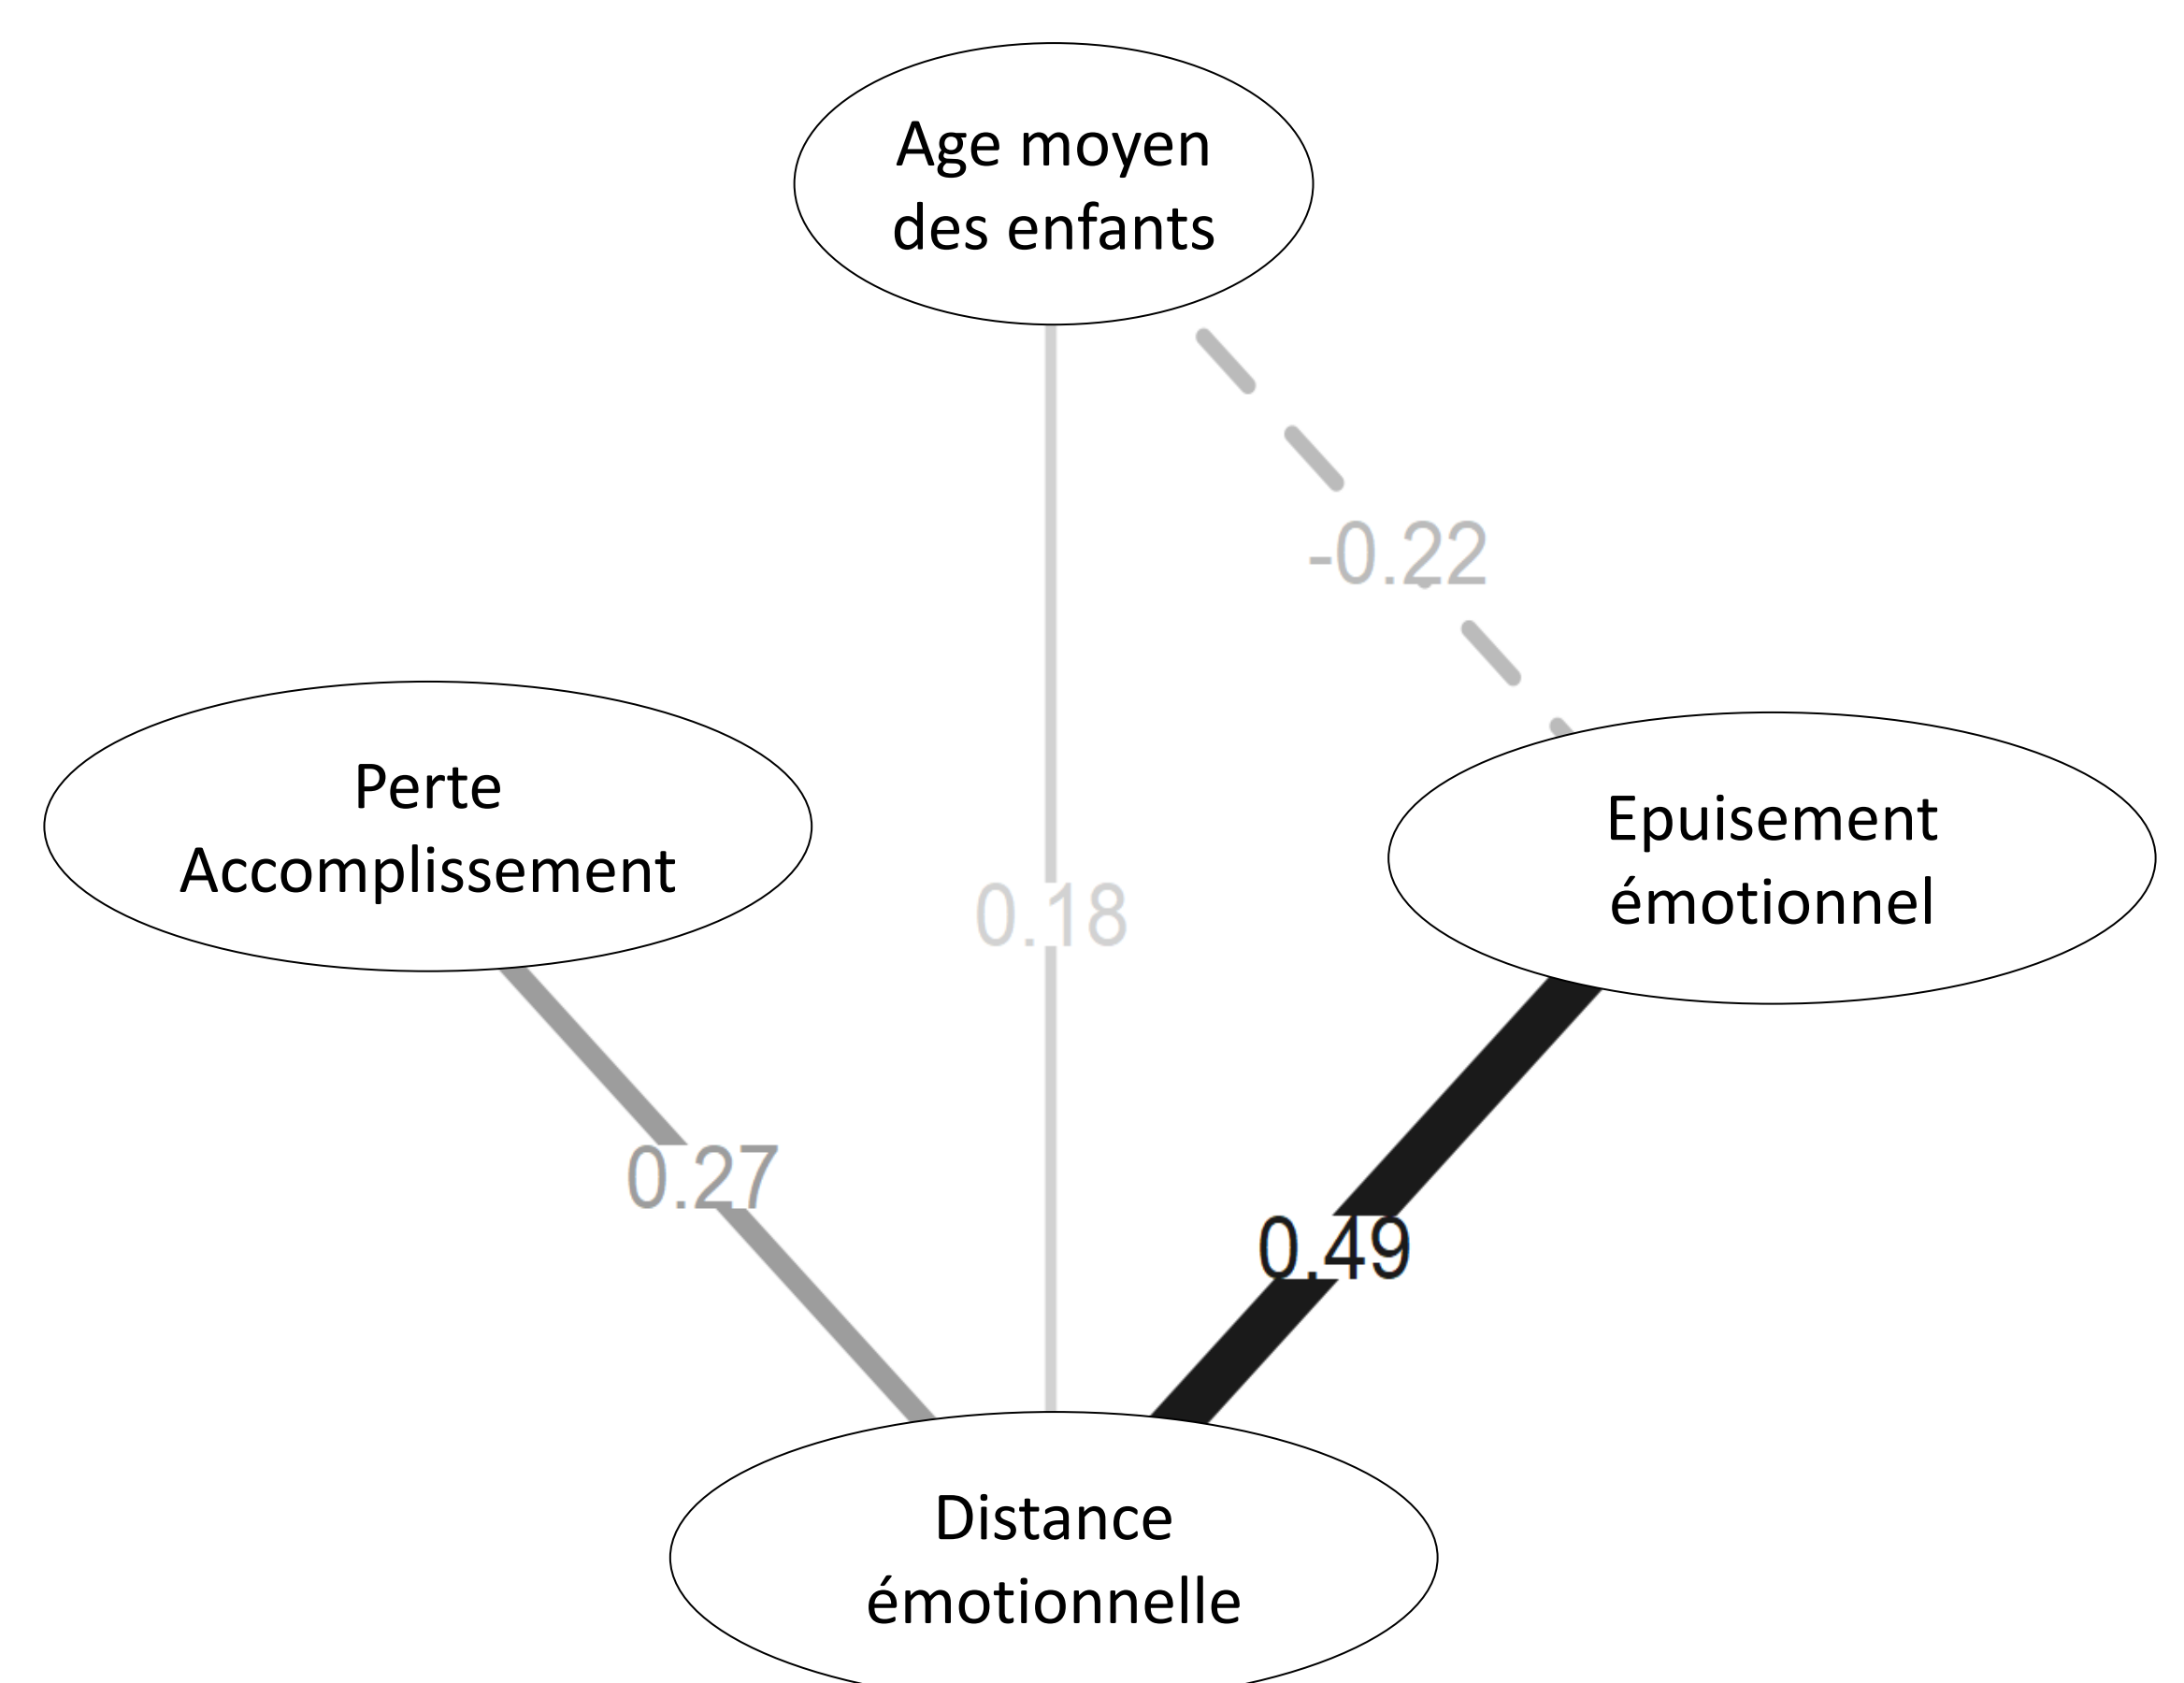 Age moyen
des enfants
-0.22
Perte
Accomplissement
Epuisement
émotionnel
0.18
0.27
0.49
Distance
émotionnelle